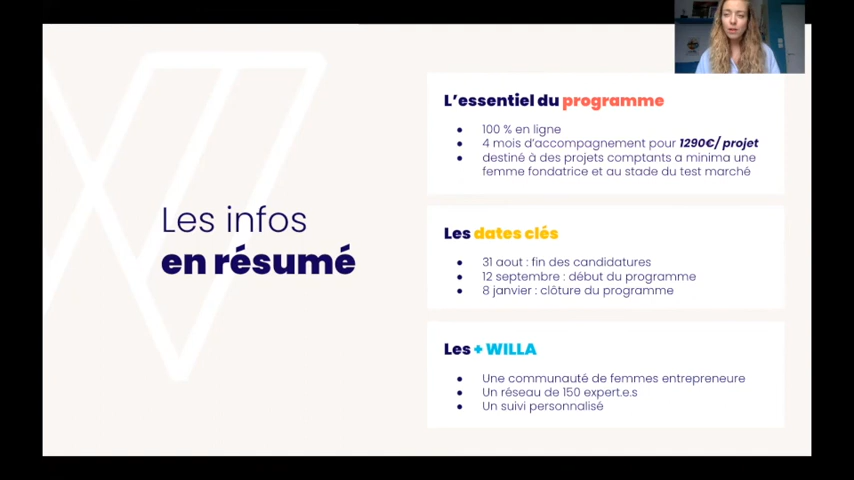 Les infos
en résumé
L'essentiel du programme
● 100 % en ligne
● 4 mois d'accompagnement pour 1290€/ projet
● destiné à des projets comptants a minima une
femme fondatrice et au stade du test marché
Les dates clés
● 31 aout : fin des candidatures
● 12 septembre : début du programme
● 8 janvier : clôture du programme
Les + WILLA
● Une communauté de femmes entrepreneure
● Un réseau de 150 expert.e.s
● Un suivi personnalisé